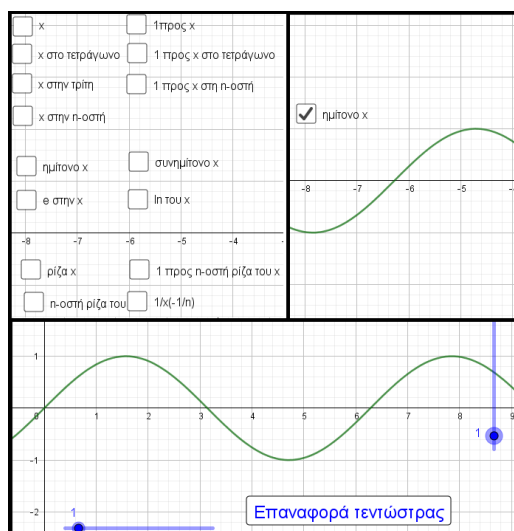 x 1προς x
x στο τετράγωνο 1 προς x στο τετράγωνο
x στην τρίτη 1 προς x στη n-οστή
x στην n-οστή
ημίτονο x συνημίτονο x
e στην x ln του x
-8 -7 -6 -5 -4
ρίζα x 1 προς n-οστή ρίζα του x
n-οστή ρίζα του 1/x(-1/n)
ημίτονο x
-8 -7 -6 -5 -4
1
0 1 2 3 4 5 6 7 8 9
1
-1
-2
1
Επαναφορά τεντώστρας